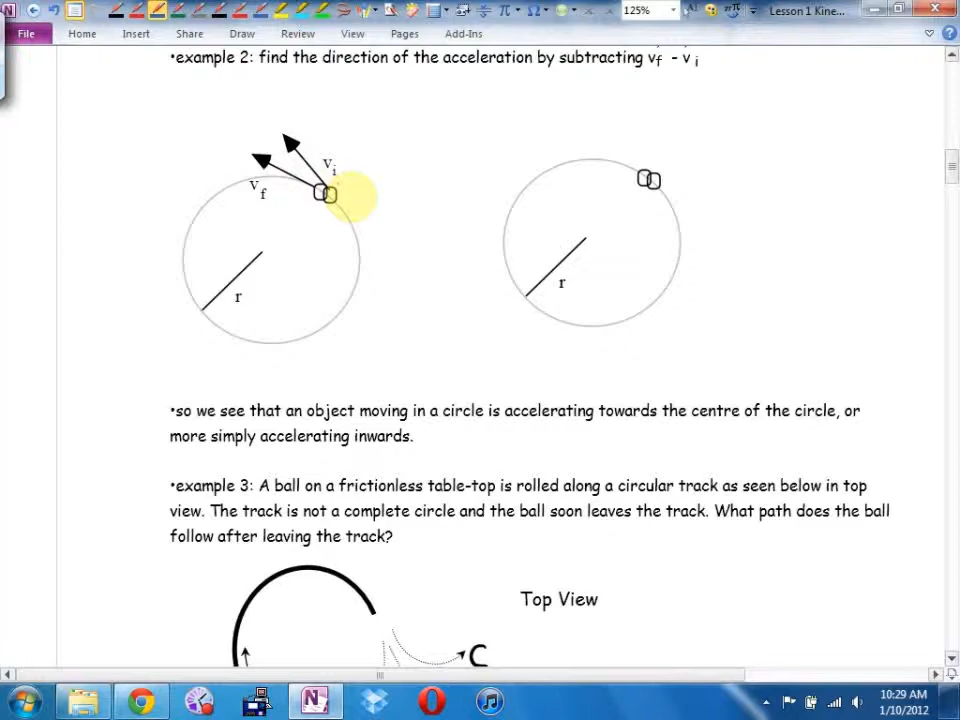 125%
Lesson 1 Kine...
File Home Insert Share Draw Review View Pages Add-Ins
•example 2: find the direction of the acceleration by subtracting vf - vi
vi
vf
r
r
•so we see that an object moving in a circle is accelerating towards the centre of the circle, or
more simply accelerating inwards.
•example 3: A ball on a frictionless table-top is rolled along a circular track as seen below in top
view. The track is not a complete circle and the ball soon leaves the track. What path does the ball
follow after leaving the track?
Top View
C
10:29 AM
1/10/2012